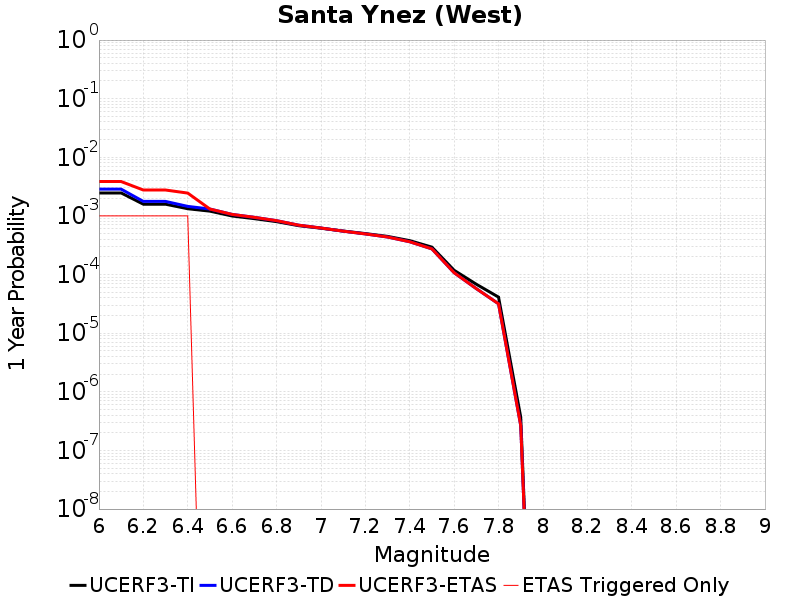 Santa Ynez (West)
1 Year Probability
10^0
10^-1
10^-2
10^-3
10^-4
10^-5
10^-6
10^-7
10^-8
6 6.2 6.4 6.6 6.8 7 7.2 7.4 7.6 7.8 8 8.2 8.4 8.6 8.8 9
Magnitude
UCERF3-TI UCERF3-TD UCERF3-ETAS ETAS Triggered Only